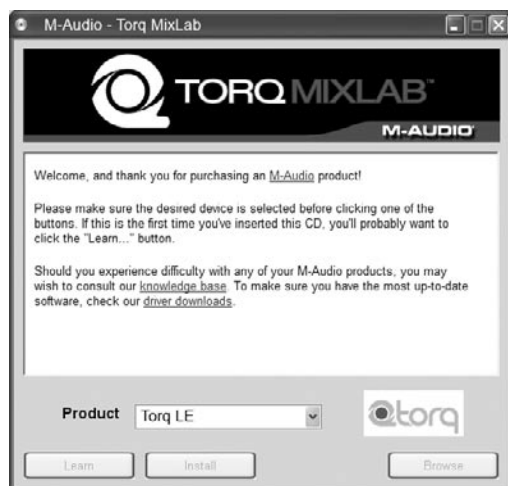 M-Audio - Torq MixLab
TORQ MIXLAB™
M-AUDIO
Welcome, and thank you for purchasing an M-Audio product!
Please make sure the desired device is selected before clicking one of the
buttons. If this is the first time you've inserted this CD, you'll probably want to
click the "Learn..." button.
Should you experience difficulty with any of your M-Audio products, you may
wish to consult our knowledge base. To make sure you have the most up-to-date
software, check our driver downloads.
Product Torq LE
torq
Learn Install Browse